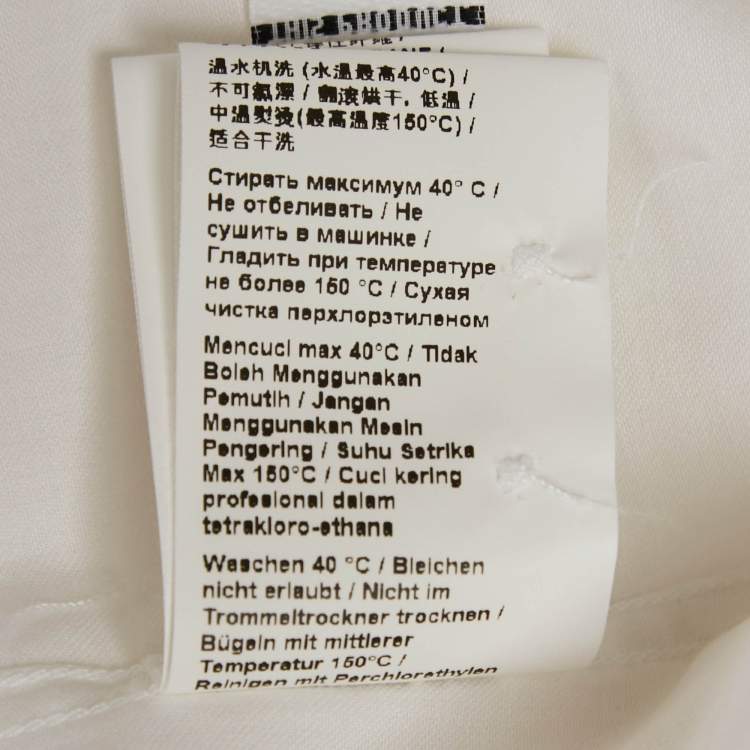 温水机洗 (水温最高40°C) /
不可氯漂 / 翻滚烘干, 低温 /
中温熨烫(最高温度150°C) /
适合干洗
Стирать максимум 40° C /
Не отбеливать / Не
сушить в машинке /
Гладить при температуре
не более 150 °C / Сухая
чистка перхлорэтиленом
Mencuci max 40°C / Tidak
Boleh Menggunakan
Pemutih / Jangan
Menggunakan Mesin
Pengering / Suhu Setrika
Max 150°C / Cuci kering
profesional dalam
tetrakloro-ethana
Waschen 40 °C / Bleichen
nicht erlaubt / Nicht im
Trommeltrockner trocknen /
Bügeln mit mittlerer
Temperatur 150°C /
Reinigen mit Perchlorethylen